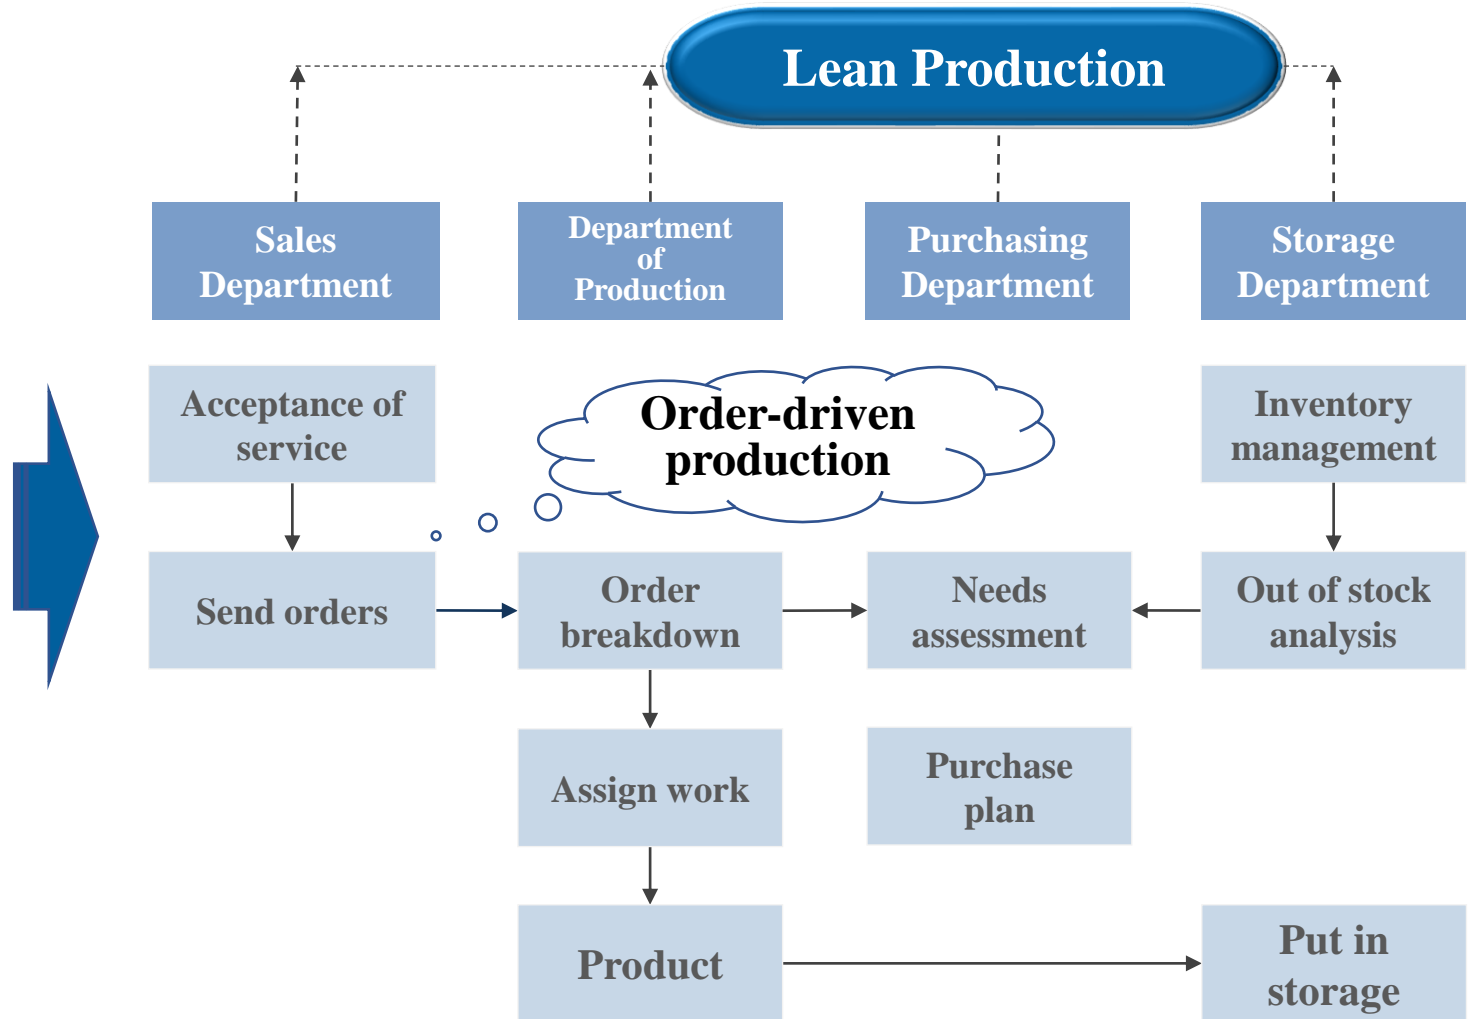 Lean Production
Sales
Department
Department
of
Production
Purchasing
Department
Storage
Department
Acceptance of
service
Order-driven
production
Inventory
management
Send orders
Order
breakdown
Needs
assessment
Out of stock
analysis
Assign work
Purchase
plan
Product
Put in
storage